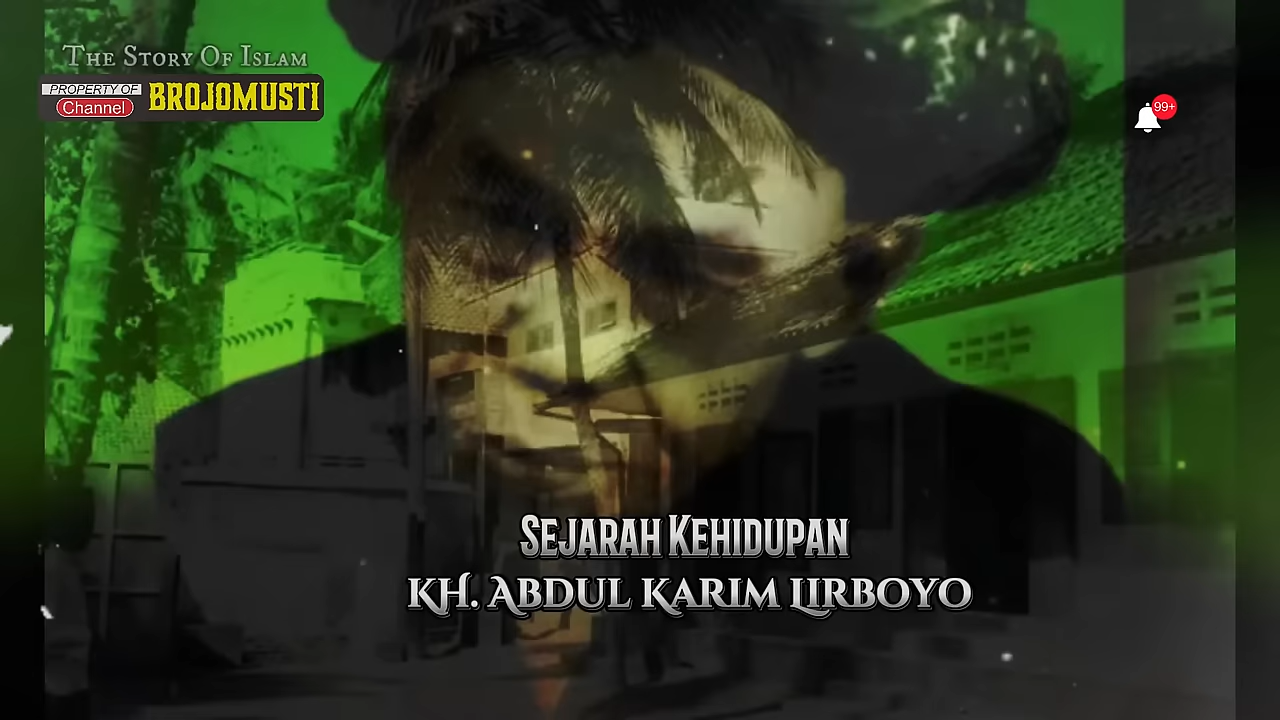 The Story Of Islam
PROPERTY OF
Channel
BROJOMUSTI
99+
Sejarah Kehidupan
KH. Abdul Karim Lirboyo